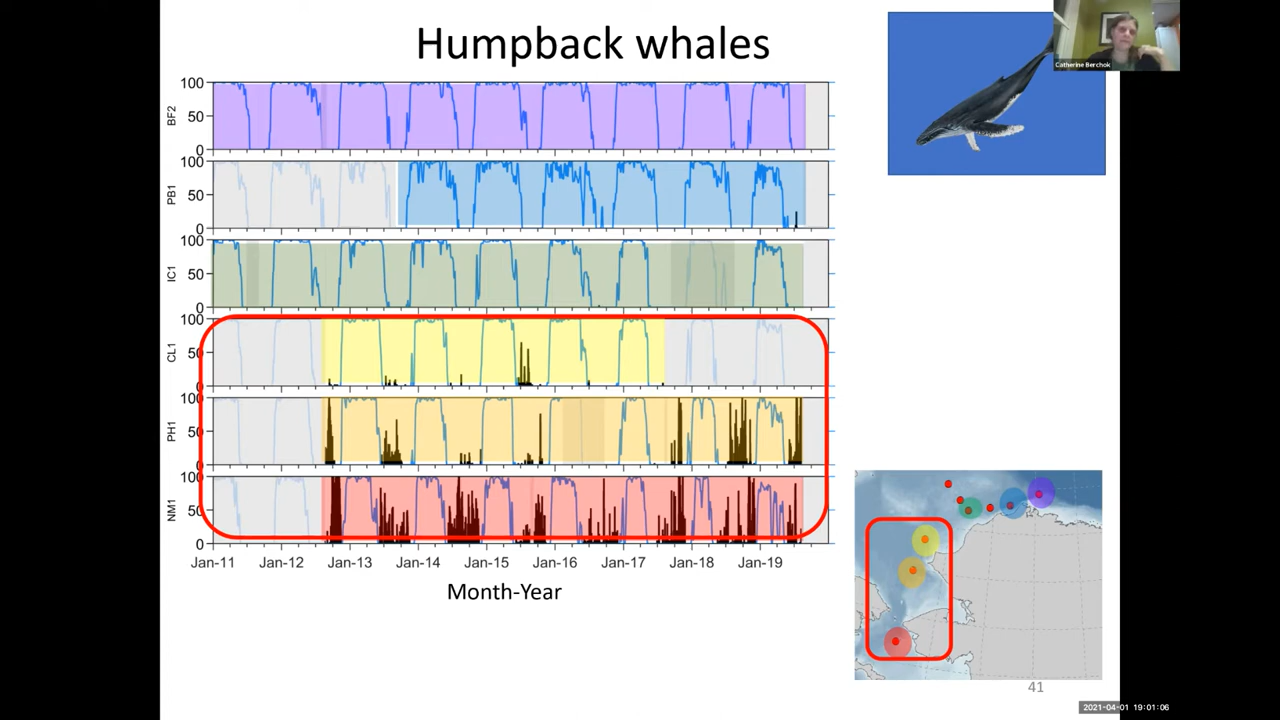 Humpback whales
Catherine Berchok
BF2
100
50
0
PB1
100
50
0
IC1
100
50
0
CL1
100
50
0
PH1
100
50
0
NM1
100
50
0
Jan-11 Jan-12 Jan-13 Jan-14 Jan-15 Jan-16 Jan-17 Jan-18 Jan-19
Month-Year
41
2021-04-01 19:01:06